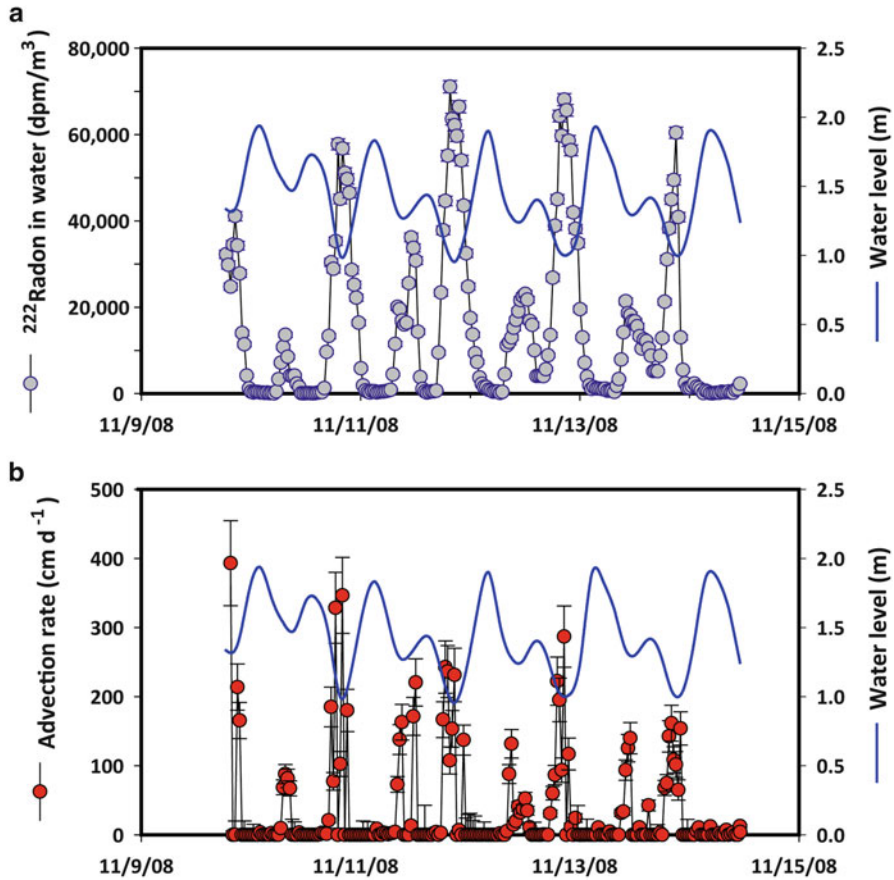 a
80,000
60,000
40,000
20,000
0
²²²Radon in water (dpm/m³)
2.5
2.0
1.5
1.0
0.5
0.0
Water level (m)
11/9/08 11/11/08 11/13/08 11/15/08
b
500
400
300
200
100
0
Advection rate (cm d⁻¹)
2.5
2.0
1.5
1.0
0.5
0.0
Water level (m)
11/9/08 11/11/08 11/13/08 11/15/08